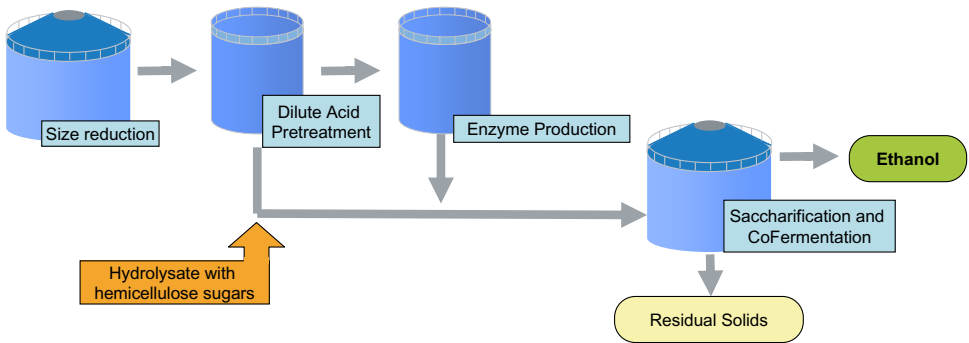 Size reduction
Dilute Acid
Pretreatment
Enzyme Production
Ethanol
Saccharification and
CoFermentation
Hydrolysate with
hemicellulose sugars
Residual Solids